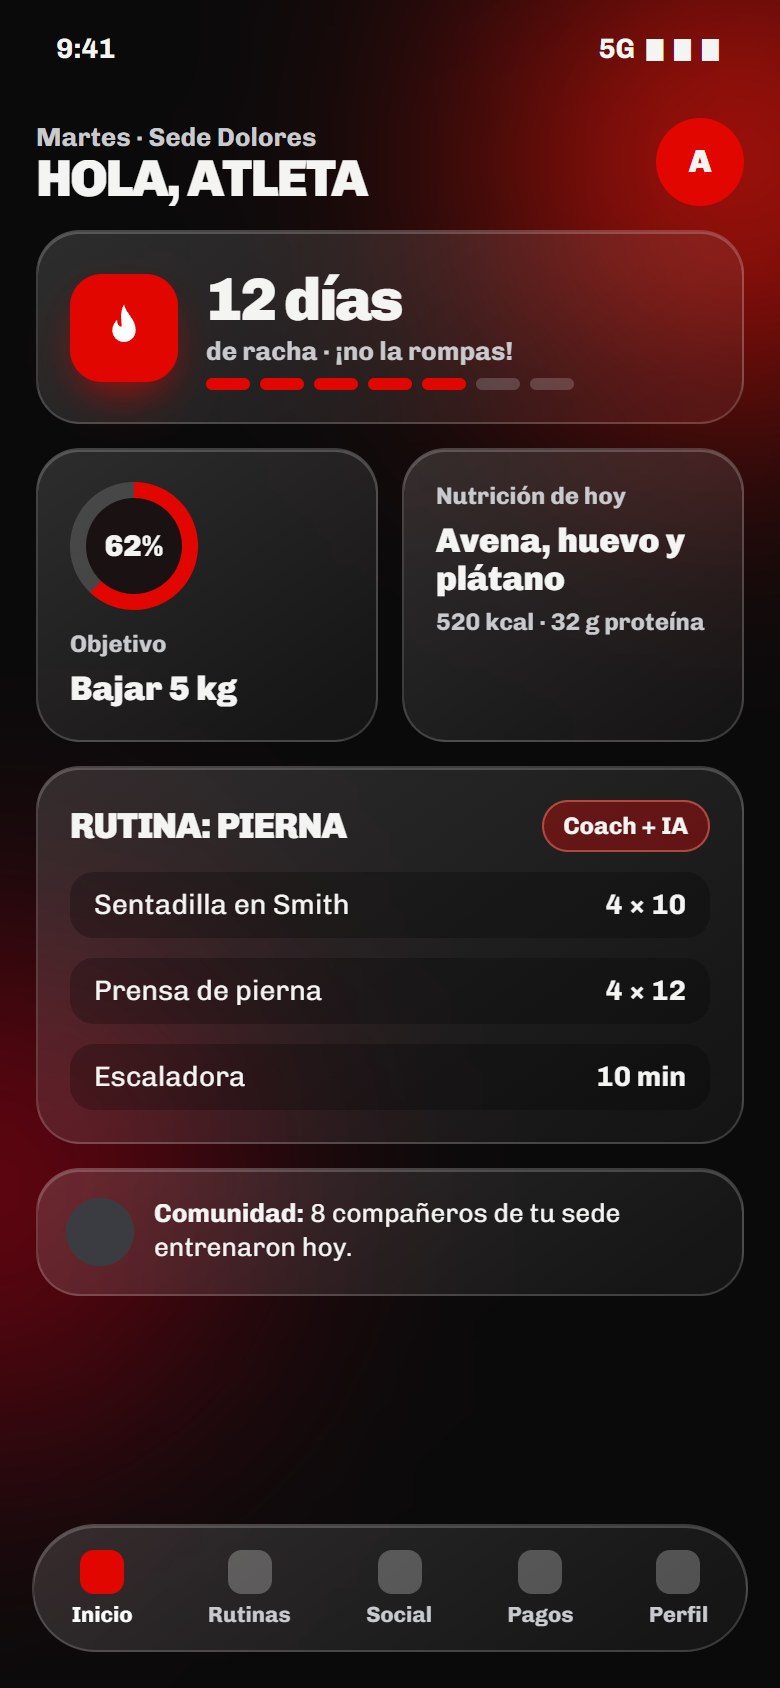 9:41
5G
Martes · Sede Dolores
HOLA, ATLETA
A
12 días
de racha · ¡no la rompas!
62%
Objetivo
Bajar 5 kg
Nutrición de hoy
Avena, huevo y
plátano
520 kcal · 32 g proteína
RUTINA: PIERNA
Coach + IA
Sentadilla en Smith
4 × 10
Prensa de pierna
4 × 12
Escaladora
10 min
Comunidad: 8 compañeros de tu sede
entrenaron hoy.
Inicio
Rutinas
Social
Pagos
Perfil